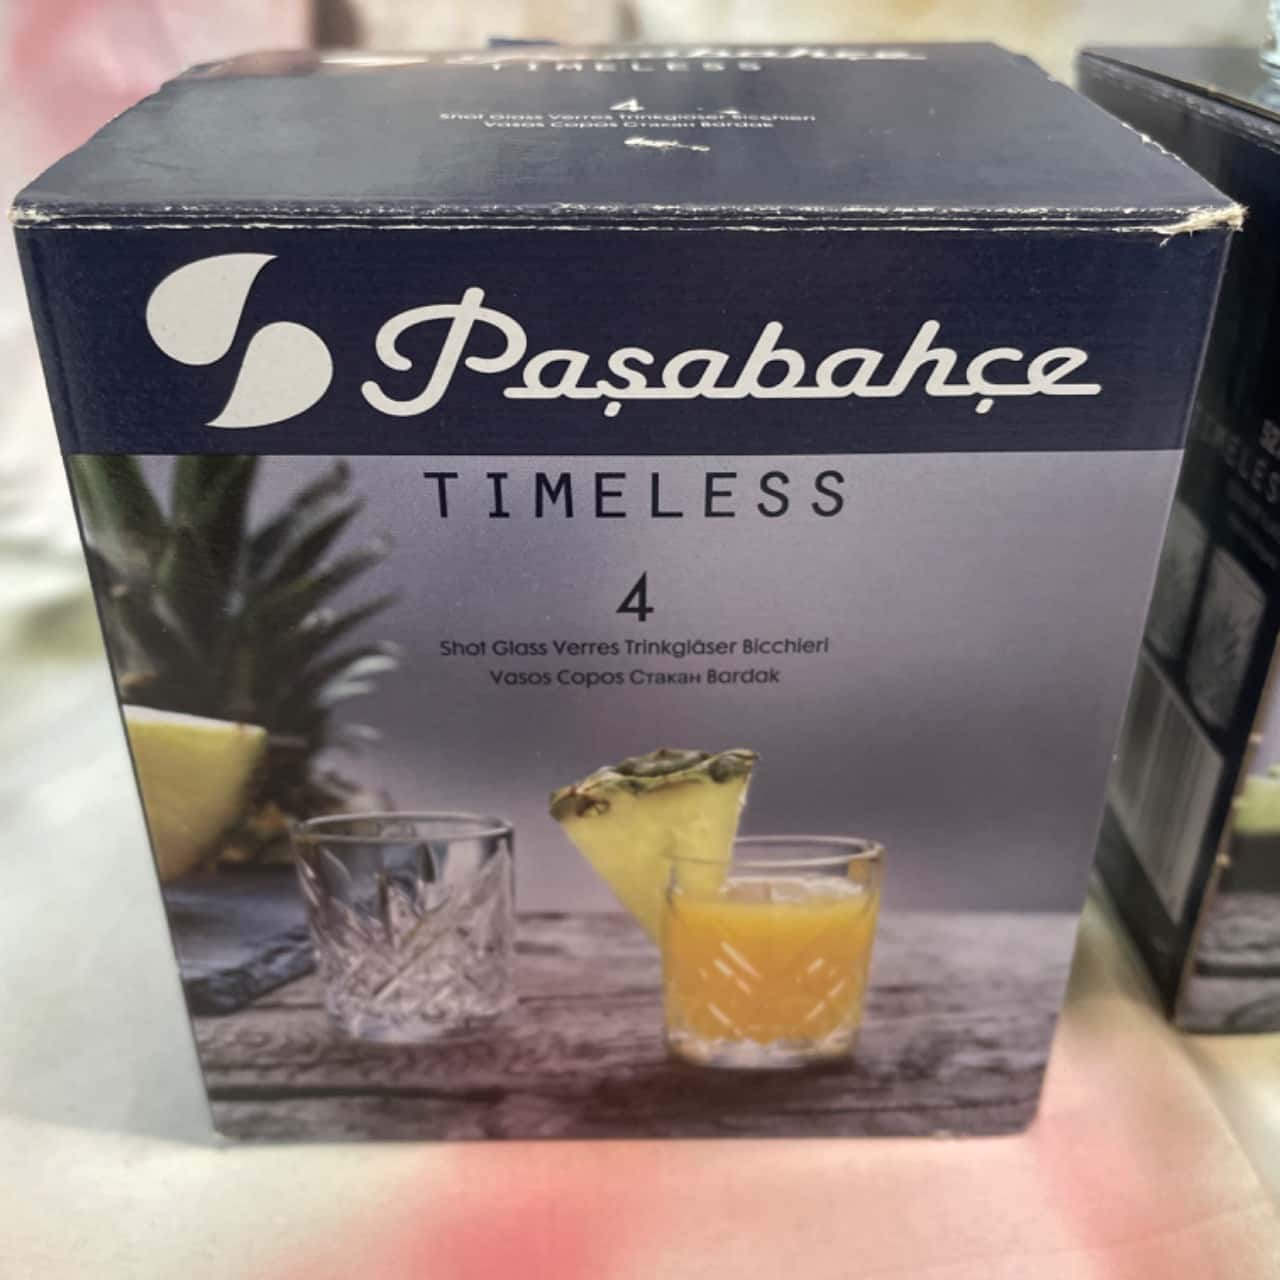 TIMELESS
4
Shot Glass Verres Trinkgläser Bicchieri
Vasos Copos Стакан Bardak
Paşabahçe
TIMELESS
4
Shot Glass Verres Trinkgläser Bicchieri
Vasos Copos Стакан Bardak